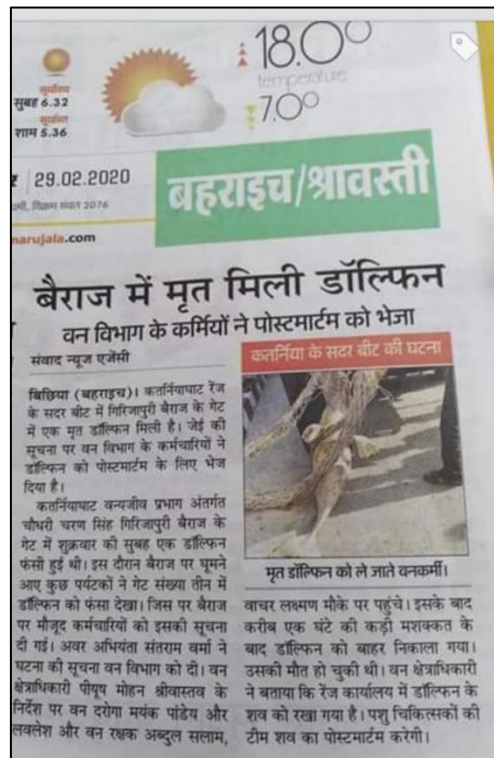 18.0
temperature
7.0
सूर्योदय
सुबह 6.32
सूर्यास्त
शाम 5.36
29.02.2020
विक्रम संवत 2076
बहराइच/श्रावस्ती
marujala.com
बैराज में मृत मिली डॉल्फिन
वन विभाग के कर्मियों ने पोस्टमार्टम को भेजा
संवाद न्यूज एजेंसी
बिछिया (बहराइच)। कतर्नियाघाट रेंज
के सदर बीट में गिरिजापुरी बैराज के गेट
में एक मृत डॉल्फिन मिली है। जेई की
सूचना पर वन विभाग के कर्मचारियों ने
डॉल्फिन को पोस्टमार्टम के लिए भेज
दिया है।
कतर्नियाघाट वन्यजीव प्रभाग अंतर्गत
चौधरी चरण सिंह गिरिजापुरी बैराज के
गेट में शुक्रवार की सुबह एक डॉल्फिन
फंसी हुई थी। इस दौरान बैराज पर घूमने
आए कुछ पर्यटकों ने गेट संख्या तीन में
डॉल्फिन को फंसा देखा। जिस पर बैराज
पर मौजूद कर्मचारियों को इसकी सूचना
दी गई। अवर अभियंता संतराम वर्मा ने
घटना की सूचना वन विभाग को दी। वन
क्षेत्राधिकारी पीयूष मोहन श्रीवास्तव के
निर्देश पर वन दरोगा मयंक पांडेय और
लवलेश और वन रक्षक अब्दुल सलाम,
कतर्निया के सदर बीट की घटना
मृत डॉल्फिन को ले जाते वनकर्मी।
वाचर लक्ष्मण मौके पर पहुंचे। इसके बाद
करीब एक घंटे की कड़ी मशक्कत के
बाद डॉल्फिन को बाहर निकाला गया।
उसकी मौत हो चुकी थी। वन क्षेत्राधिकारी
ने बताया कि रेंज कार्यालय में डॉल्फिन के
शव को रखा गया है। पशु चिकित्सकों की
टीम शव का पोस्टमार्टम करेगी।